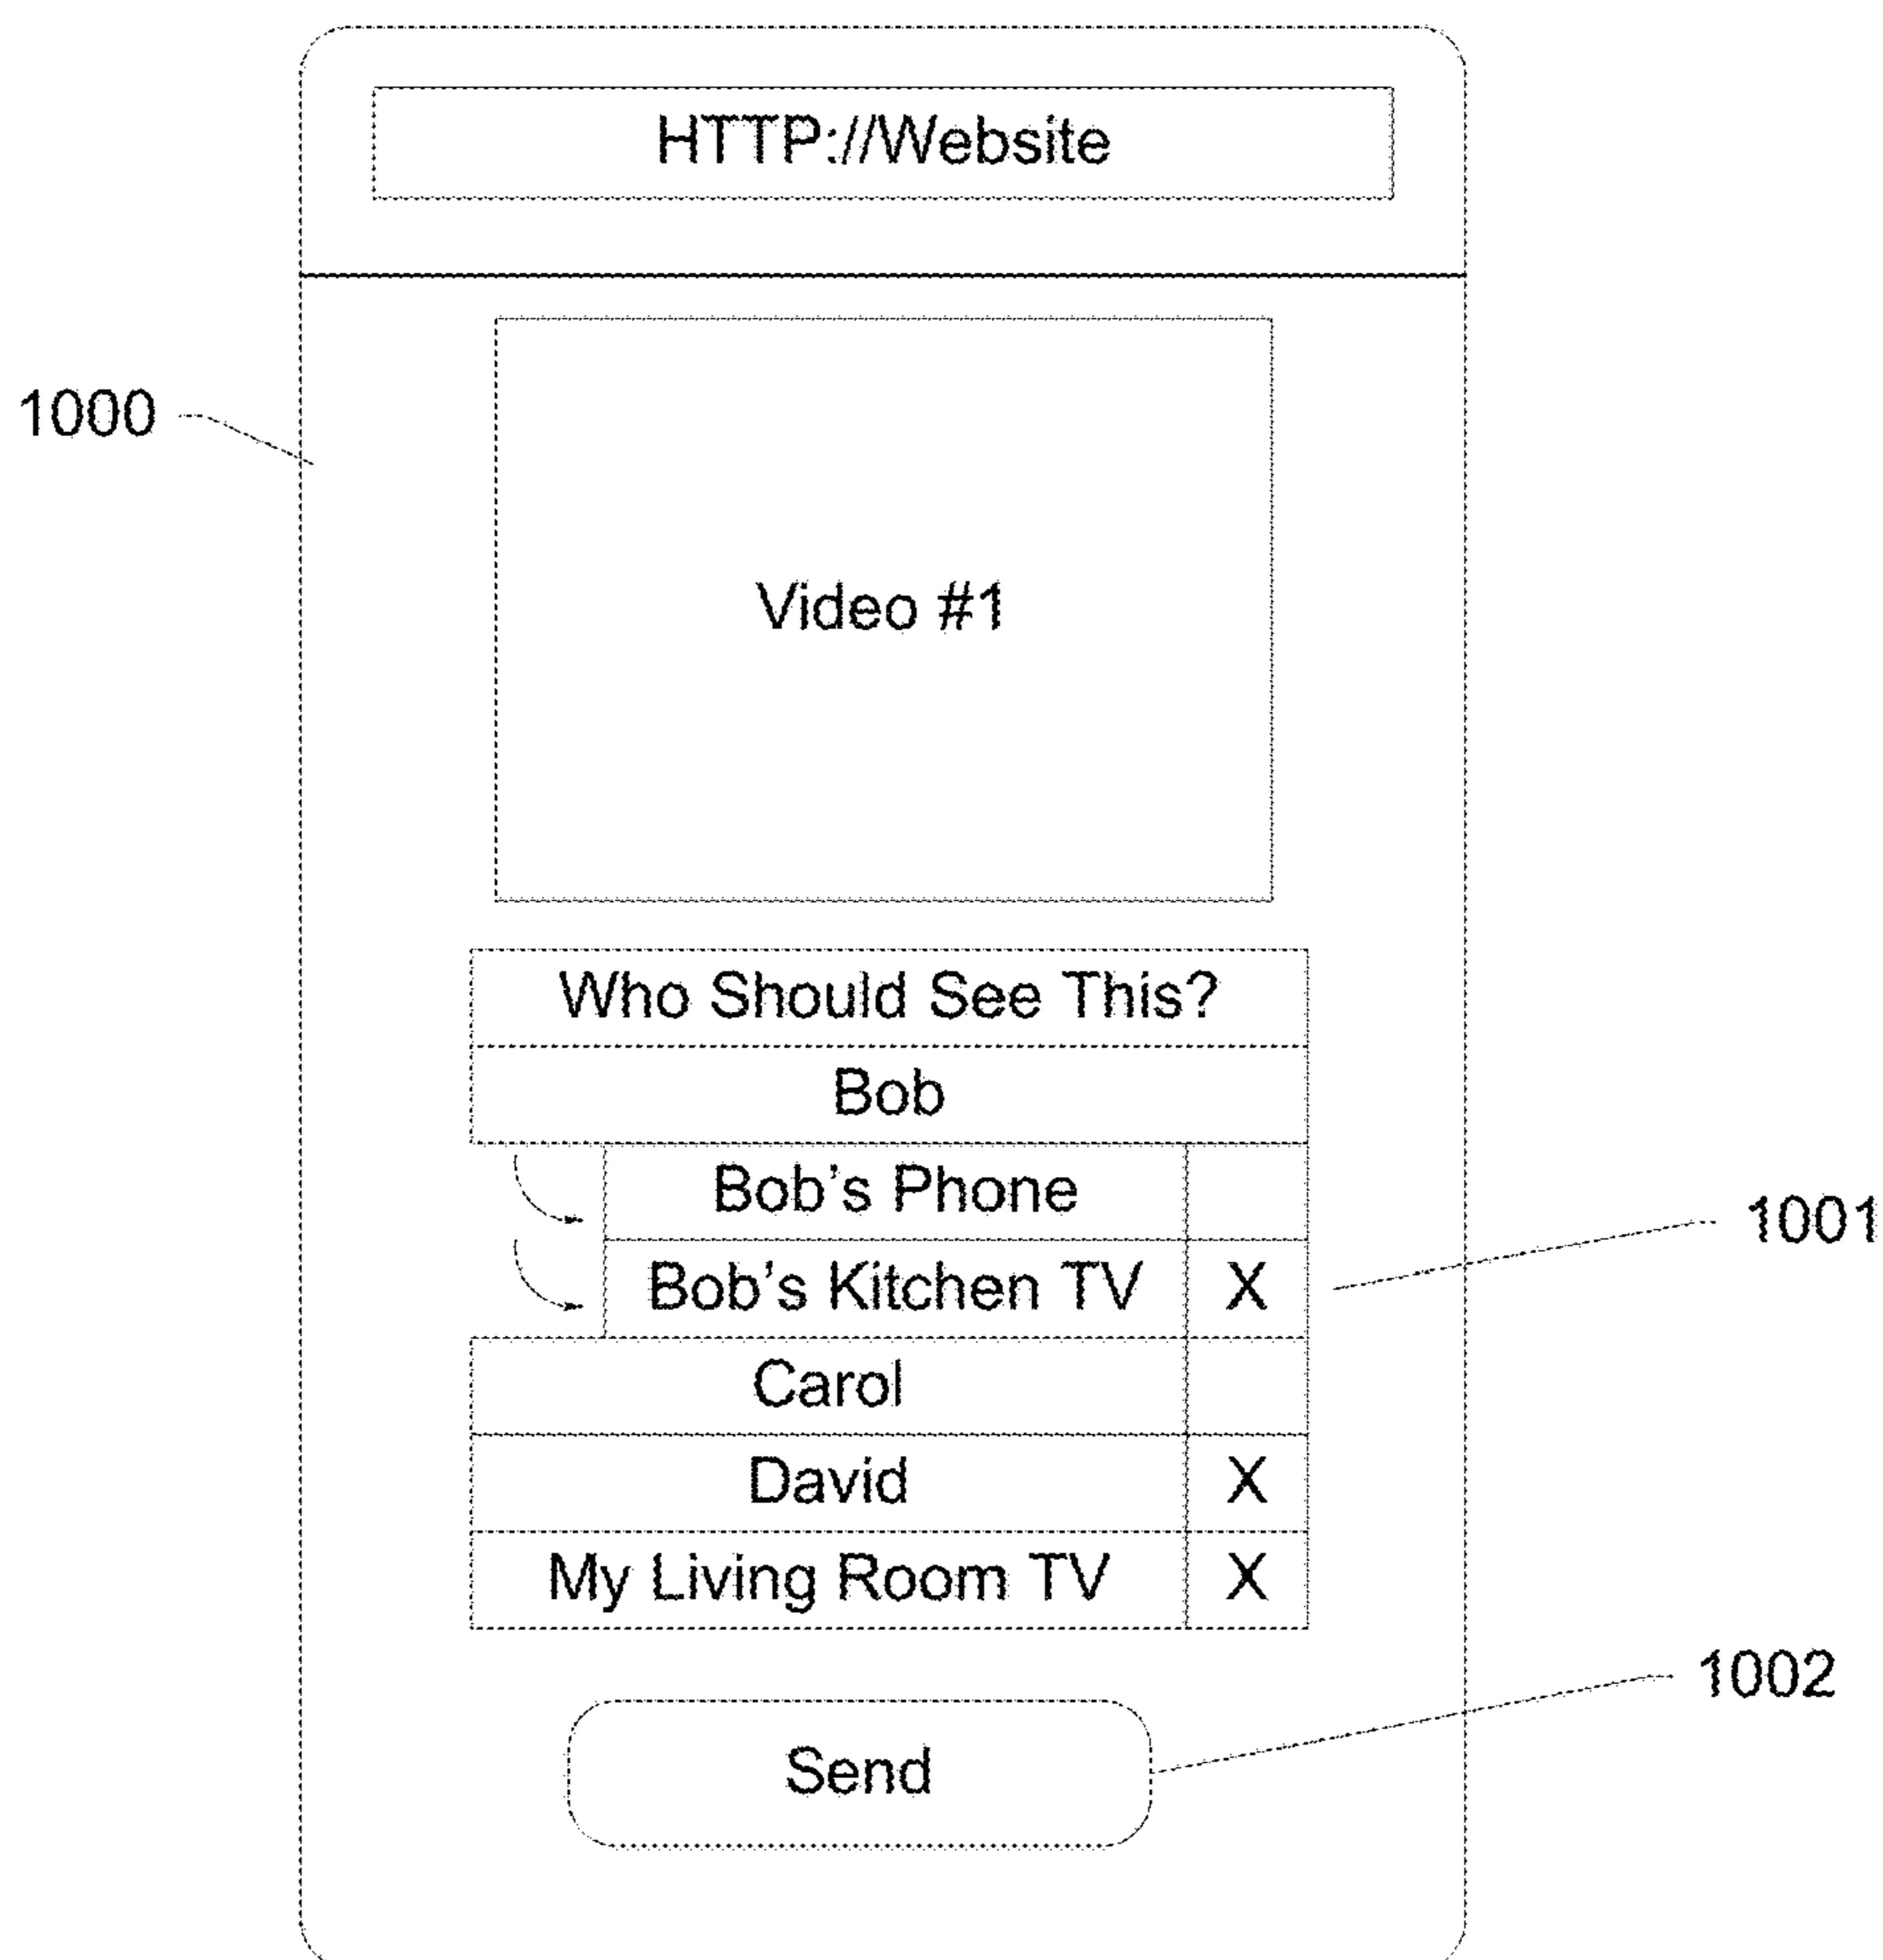 HTTP://Website
1000
Video #1
Who Should See This?
Bob
Bob's Phone
1001
Bob's Kitchen TV X
Carol
David X
My Living Room TV X
1002
Send